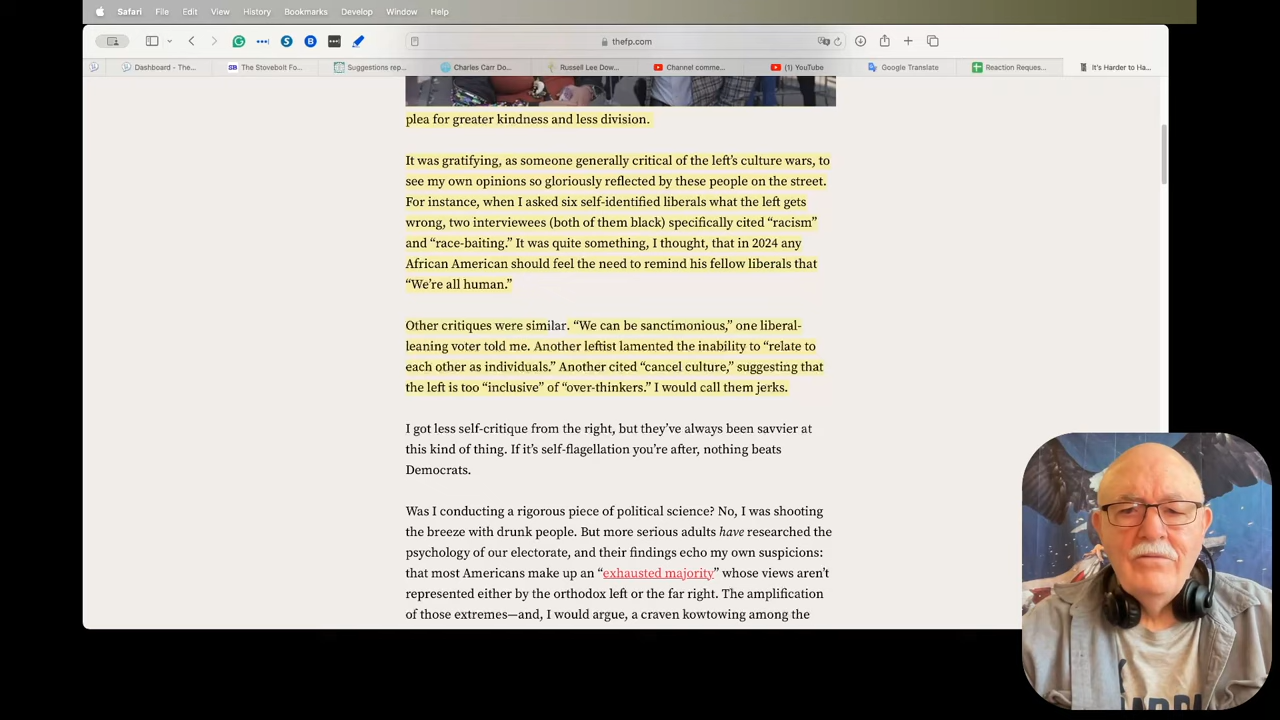 Safari File Edit View History Bookmarks Develop Window Help
thefp.com
Dashboard - The... The Stovebolt Fo... Suggestions rep... Charles Carr Do... Russell Lee Dow... Channel comme... (1) YouTube Google Translate Reaction Reques... It's Harder to Ha...
plea for greater kindness and less division.
It was gratifying, as someone generally critical of the left’s culture wars, to
see my own opinions so gloriously reflected by these people on the street.
For instance, when I asked six self-identified liberals what the left gets
wrong, two interviewees (both of them black) specifically cited “racism”
and “race-baiting.” It was quite something, I thought, that in 2024 any
African American should feel the need to remind his fellow liberals that
“We’re all human.”
Other critiques were similar. “We can be sanctimonious,” one liberal-
leaning voter told me. Another leftist lamented the inability to “relate to
each other as individuals.” Another cited “cancel culture,” suggesting that
the left is too “inclusive” of “over-thinkers.” I would call them jerks.
I got less self-critique from the right, but they’ve always been savvier at
this kind of thing. If it’s self-flagellation you’re after, nothing beats
Democrats.
Was I conducting a rigorous piece of political science? No, I was shooting
the breeze with drunk people. But more serious adults have researched the
psychology of our electorate, and their findings echo my own suspicions:
that most Americans make up an “exhausted majority” whose views aren’t
represented either by the orthodox left or the far right. The amplification
of those extremes—and, I would argue, a craven kowtowing among the